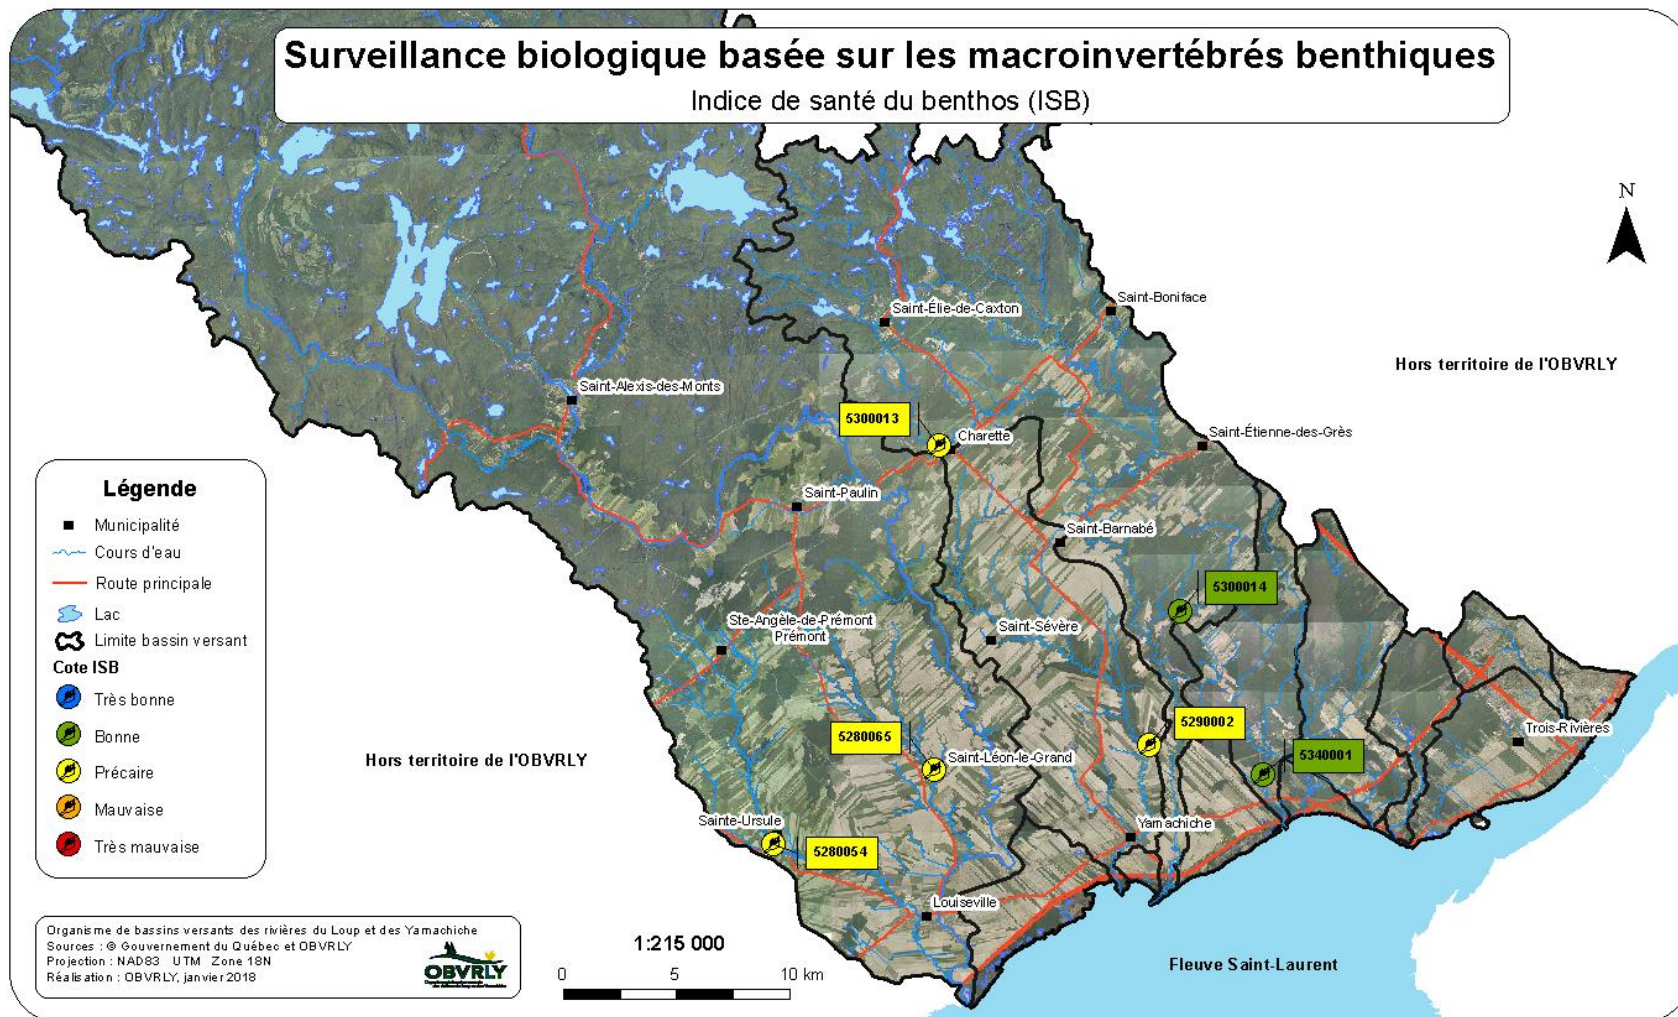 Surveillance biologique basée sur les macroinvertébrés benthiques
Indice de santé du benthos (ISB)
N
Saint-Boniface
Saint-Élie-de-Caxton
Hors territoire de l'OBVRLY
Saint-Alexis-des-Monts
5300013
Charette
Saint-Étienne-des-Grès
Saint-Paulin
Saint-Barnabé
5300014
Ste-Angèle-de-Prémont
Prémont
Saint-Sévère
5290002
5280065
Trois-Rivières
Saint-Léon-le-Grand
5340001
Hors territoire de l'OBVRLY
Sainte-Ursule
Yamachiche
5280054
Louiseville
Fleuve Saint-Laurent
Légende
Municipalité
Cours d'eau
Route principale
Lac
Limite bassin versant
Cote ISB
Très bonne
Bonne
Précaire
Mauvaise
Très mauvaise
Organisme de bassins versants des rivières du Loup et des Yamachiche
Sources : © Gouvernement du Québec et OBVRLY
Projection : NAD83 UTM Zone 18N
Réalisation : OBVRLY, janvier 2018
OBVRLY
1:215 000
0 5 10 km